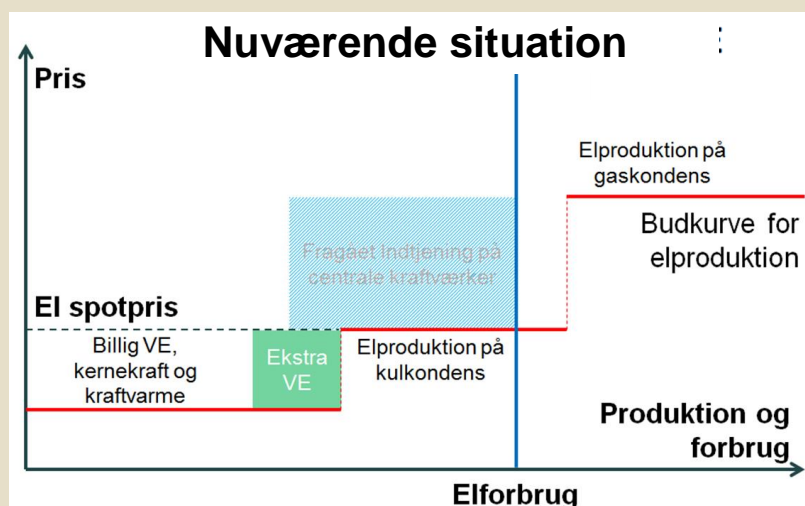 Nuværende situation
Pris
Elproduktion på
gaskondens
Budkurve for
elproduktion
Fragået Indtjening på
centrale kraftværker
El spotpris
Billig VE,
kernekraft og
kraftvarme
Ekstra
VE
Elproduktion på
kulkondens
Produktion og
forbrug
Elforbrug